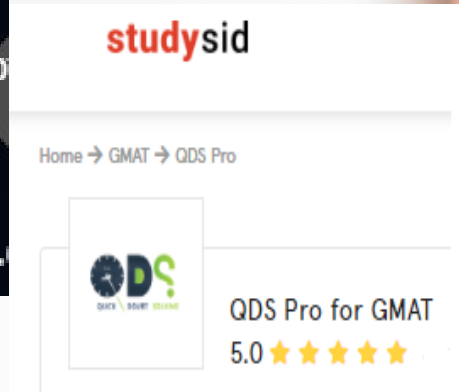 studysid
Home → GMAT → QDS Pro
QDS
QUICK DOUBT SOLVING
QDS Pro for GMAT
5.0